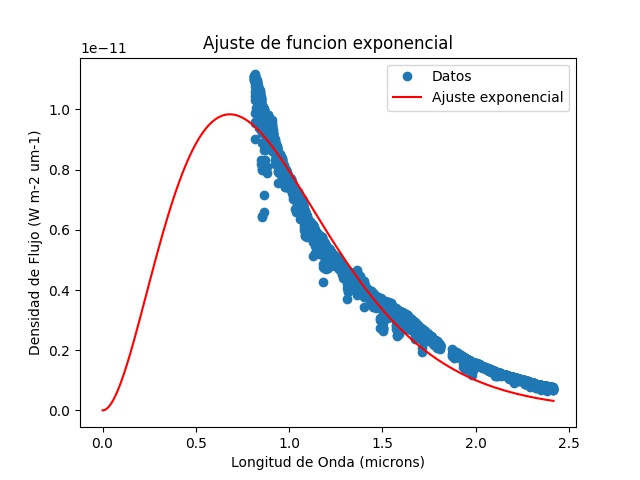 Ajuste de funcion exponencial
1e−11
Datos
Ajuste exponencial
1.0
0.8
0.6
0.4
0.2
0.0
Densidad de Flujo (W m-2 um-1)
0.0 0.5 1.0 1.5 2.0 2.5
Longitud de Onda (microns)